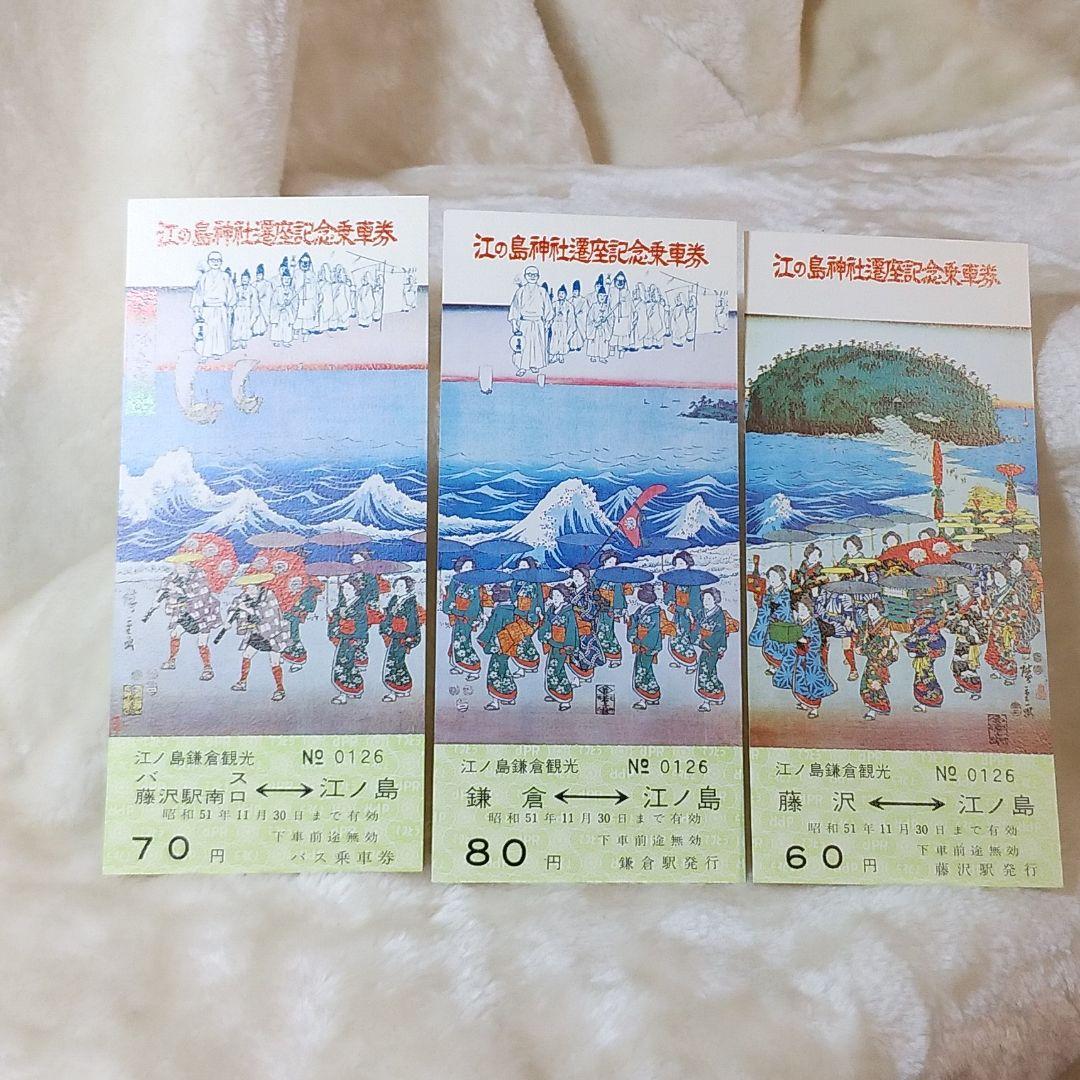 江の島神社遷座記念乗車券
江ノ島鎌倉観光 № 0126
バス
藤沢駅南口⟷江ノ島
昭和51年11月30日まで有効
下車前途無効
70円 バス乗車券
江の島神社遷座記念乗車券
江ノ島鎌倉観光 № 0126
鎌倉⟷江ノ島
昭和51年11月30日まで有効
下車前途無効
80円 鎌倉駅発行
江の島神社遷座記念乗車券
江ノ島鎌倉観光 № 0126
藤沢⟷江ノ島
昭和51年11月30日まで有効
下車前途無効
60円 藤沢駅発行